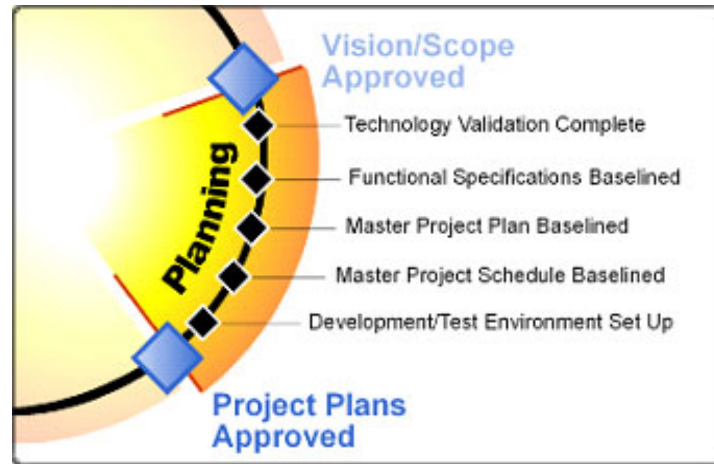 Vision/Scope
Approved
Technology Validation Complete
Functional Specifications Baselined
Master Project Plan Baselined
Master Project Schedule Baselined
Development/Test Environment Set Up
Planning
Project Plans
Approved